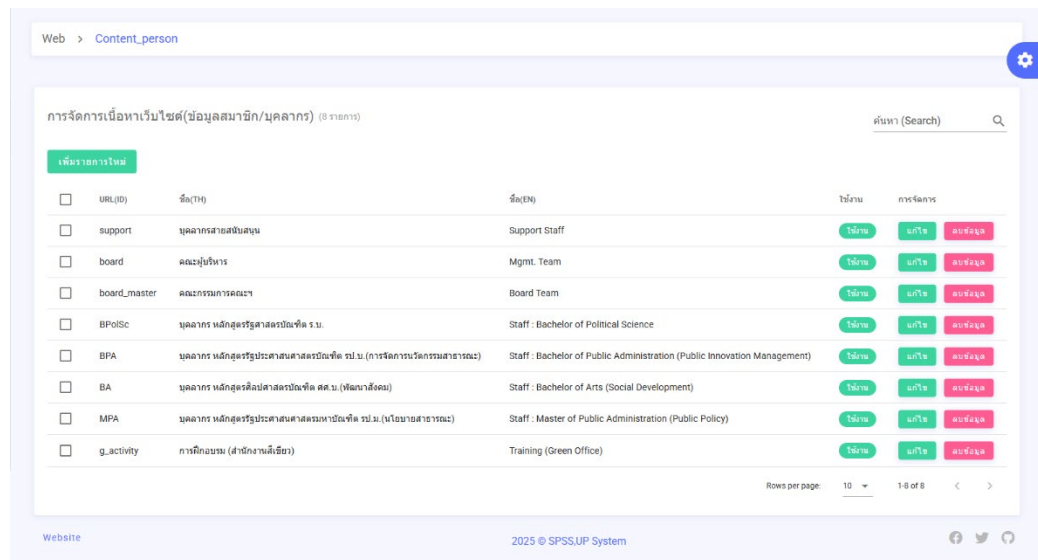 Web > Content_person
การจัดการเนื้อหาเว็บไซต์(ข้อมูลสมาชิก/บุคลากร) (8 รายการ)
ค้นหา (Search)
เพิ่มรายการใหม่
URL(ID) ชื่อ(TH) ชื่อ(EN) ใช้งาน การจัดการ
support บุคลากรสายสนับสนุน Support Staff ใช้งาน แก้ไข ลบข้อมูล
board คณะผู้บริหาร Mgmt. Team ใช้งาน แก้ไข ลบข้อมูล
board_master คณะกรรมการคณะฯ Board Team ใช้งาน แก้ไข ลบข้อมูล
BPolSc บุคลากร หลักสูตรรัฐศาสตรบัณฑิต ร.บ. Staff : Bachelor of Political Science ใช้งาน แก้ไข ลบข้อมูล
BPA บุคลากร หลักสูตรรัฐประศาสนศาสตรบัณฑิต รป.บ.(การจัดการนวัตกรรมสาธารณะ) Staff : Bachelor of Public Administration (Public Innovation Management) ใช้งาน แก้ไข ลบข้อมูล
BA บุคลากร หลักสูตรศิลปศาสตรบัณฑิต ศศ.บ.(พัฒนาสังคม) Staff : Bachelor of Arts (Social Development) ใช้งาน แก้ไข ลบข้อมูล
MPA บุคลากร หลักสูตรรัฐประศาสนศาสตรมหาบัณฑิต รป.ม.(นโยบายสาธารณะ) Staff : Master of Public Administration (Public Policy) ใช้งาน แก้ไข ลบข้อมูล
g_activity การฝึกอบรม (สำนักงานสีเขียว) Training (Green Office) ใช้งาน แก้ไข ลบข้อมูล
Rows per page: 10 1-8 of 8
Website 2025 © SPSS,UP System